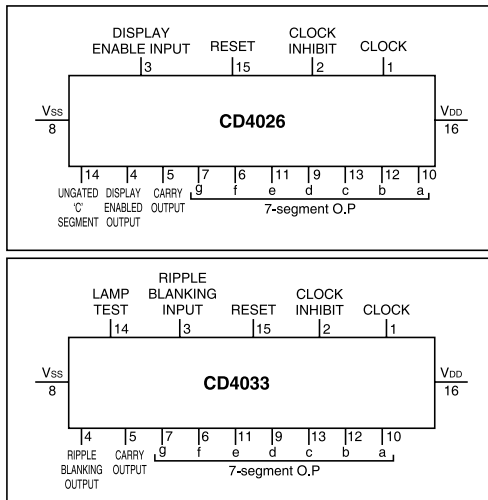 DISPLAY
ENABLE INPUT
RESET
CLOCK
INHIBIT
CLOCK
3
15
2
1
VSS
8
CD4026
VDD
16
14
4
5
7
6
11
9
13
12
10
g
f
e
d
c
b
a
UNGATED
'C'
SEGMENT
DISPLAY
ENABLED
OUTPUT
CARRY
OUTPUT
7-segment O.P
LAMP
TEST
RIPPLE
BLANKING
INPUT
RESET
CLOCK
INHIBIT
CLOCK
14
3
15
2
1
VSS
8
CD4033
VDD
16
4
5
7
6
11
9
13
12
10
g
f
e
d
c
b
a
RIPPLE
BLANKING
OUTPUT
CARRY
OUTPUT
7-segment O.P